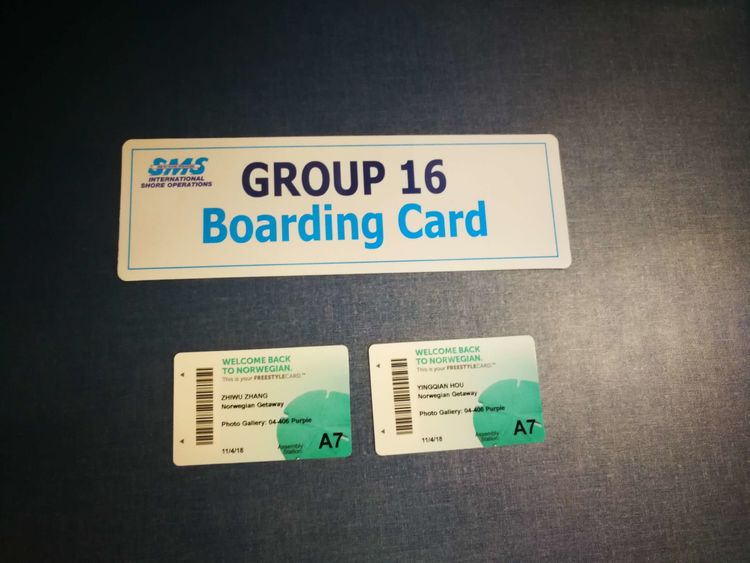 SMS
INTERNATIONAL
SHORE OPERATIONS
GROUP 16
Boarding Card
WELCOME BACK
TO NORWEGIAN.
This is your FREESTYLECARD.™
ZHIWU ZHANG
Norwegian Getaway
Photo Gallery: 04-406 Purple
Assembly
Station:
A7
11/4/18
WELCOME BACK
TO NORWEGIAN.
This is your FREESTYLECARD.™
YINGQIAN HOU
Norwegian Getaway
Photo Gallery: 04-406 Purple
Assembly
Station:
A7
11/4/18